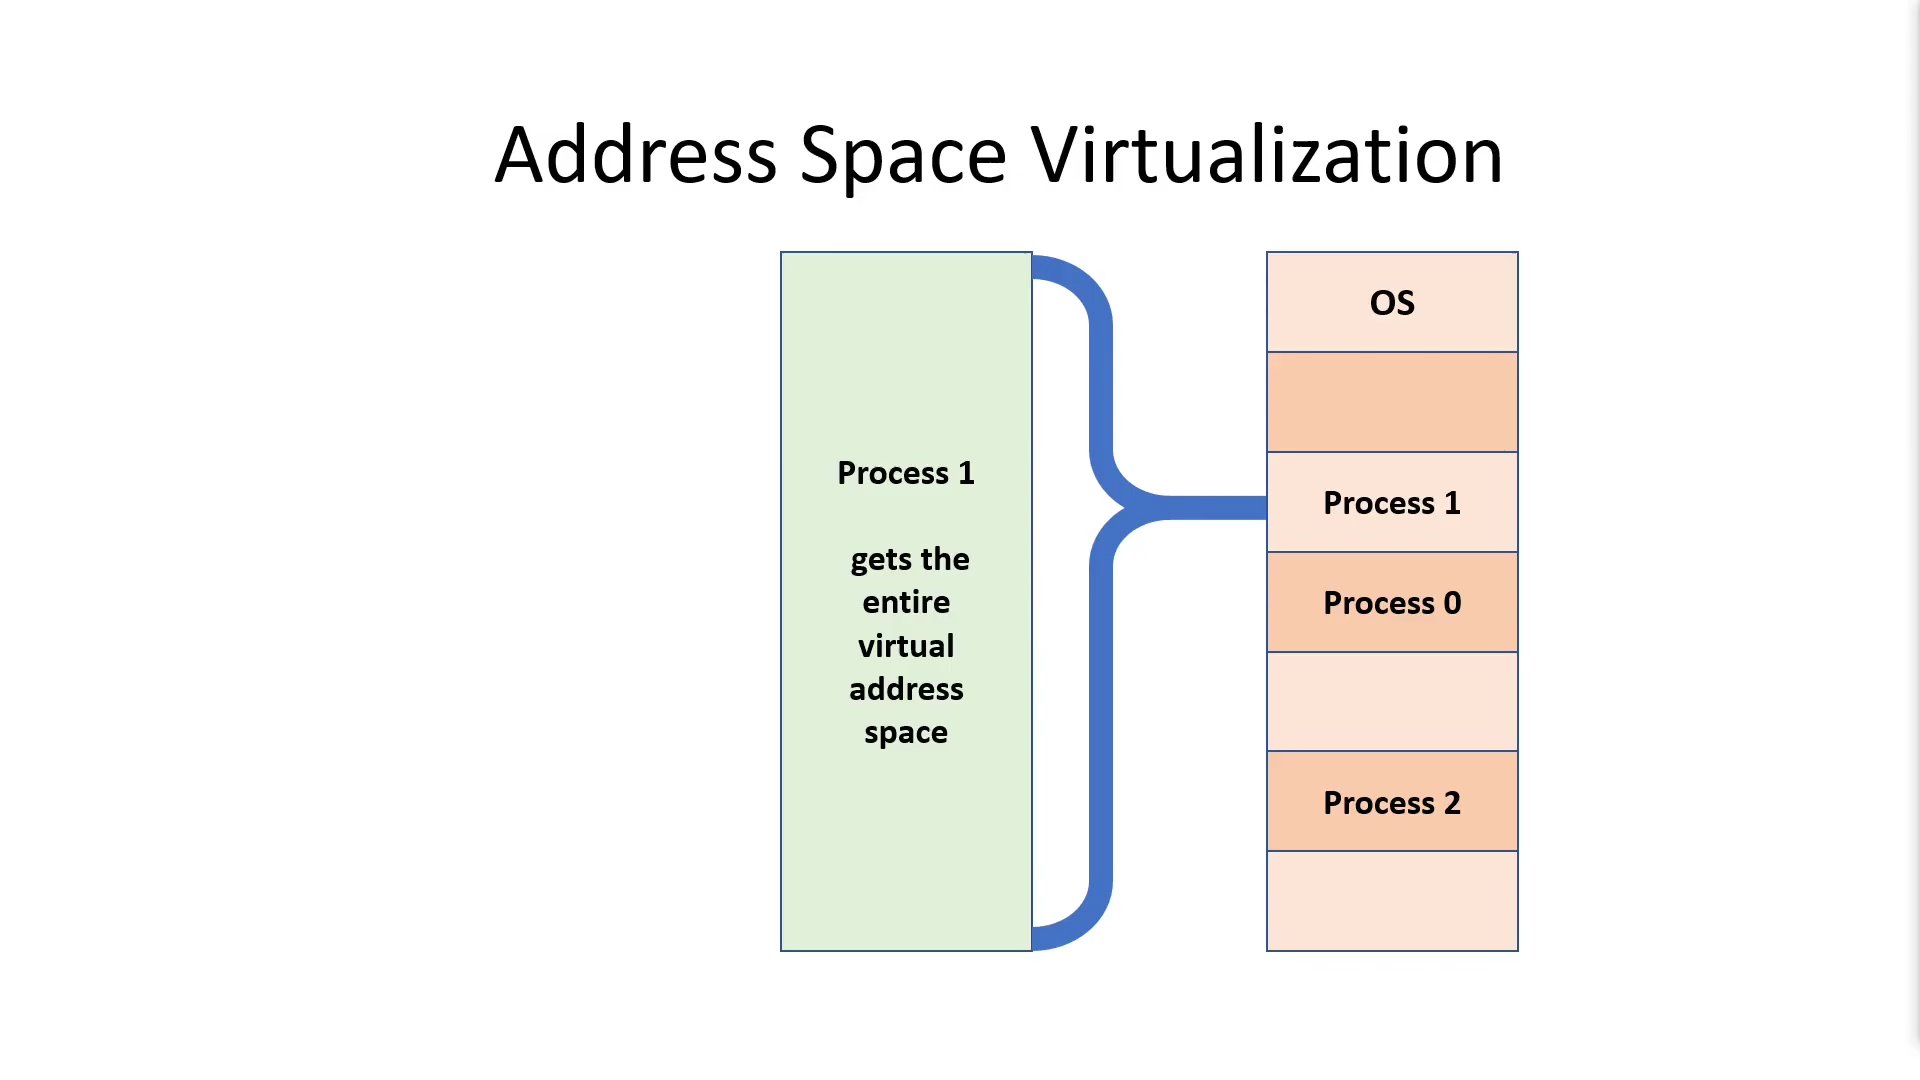 Address Space Virtualization
Process 1
gets the
entire
virtual
address
space
OS
Process 1
Process 0
Process 2